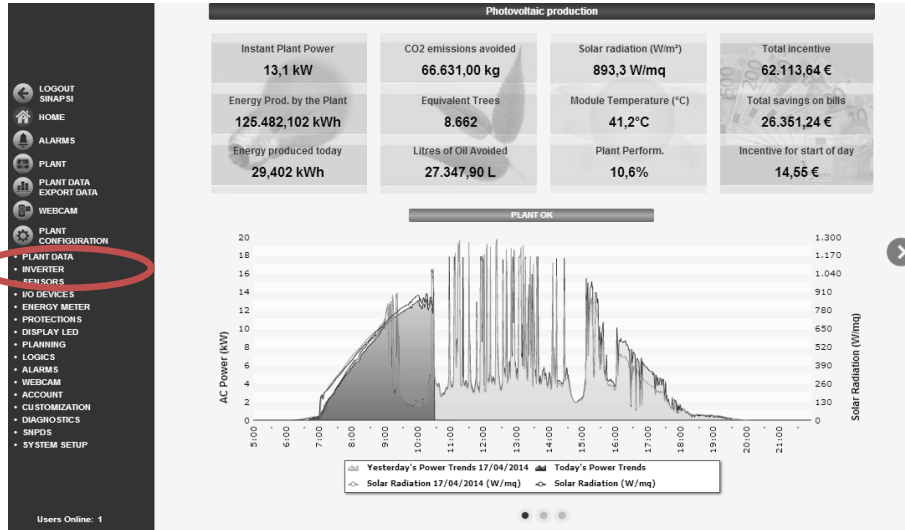 Photovoltaic production
Instant Plant Power
13,1 kW
CO2 emissions avoided
66.631,00 kg
Solar radiation (W/m²)
893,3 W/mq
Total incentive
62.113,64 €
Energy Prod. by the Plant
125.482,102 kWh
Equivalent Trees
8.662
Module Temperature (°C)
41,2°C
Total savings on bills
26.351,24 €
Energy produced today
29,402 kWh
Litres of Oil Avoided
27.347,90 L
Plant Perform.
10,6%
Incentive for start of day
14,55 €
LOGOUT
SINAPSI
HOME
ALARMS
PLANT
PLANT DATA
EXPORT DATA
WEBCAM
PLANT
CONFIGURATION
• PLANT DATA
• INVERTER
• SENSORS
• I/O DEVICES
• ENERGY METER
• PROTECTIONS
• DISPLAY LED
• PLANNING
• LOGICS
• ALARMS
• WEBCAM
• ACCOUNT
• CUSTOMIZATION
• DIAGNOSTICS
• SNPDS
• SYSTEM SETUP
Users Online: 1
PLANT OK
AC Power (kW)
20
18
16
14
12
10
8
6
4
2
0
1.300
1.170
1.040
910
780
650
520
390
260
130
0
Solar Radiation (W/mq)
5:00
6:00
7:00
8:00
9:00
10:00
11:00
12:00
13:00
14:00
15:00
16:00
17:00
18:00
19:00
20:00
21:00
Yesterday's Power Trends 17/04/2014
Today's Power Trends
Solar Radiation 17/04/2014 (W/mq)
Solar Radiation (W/mq)